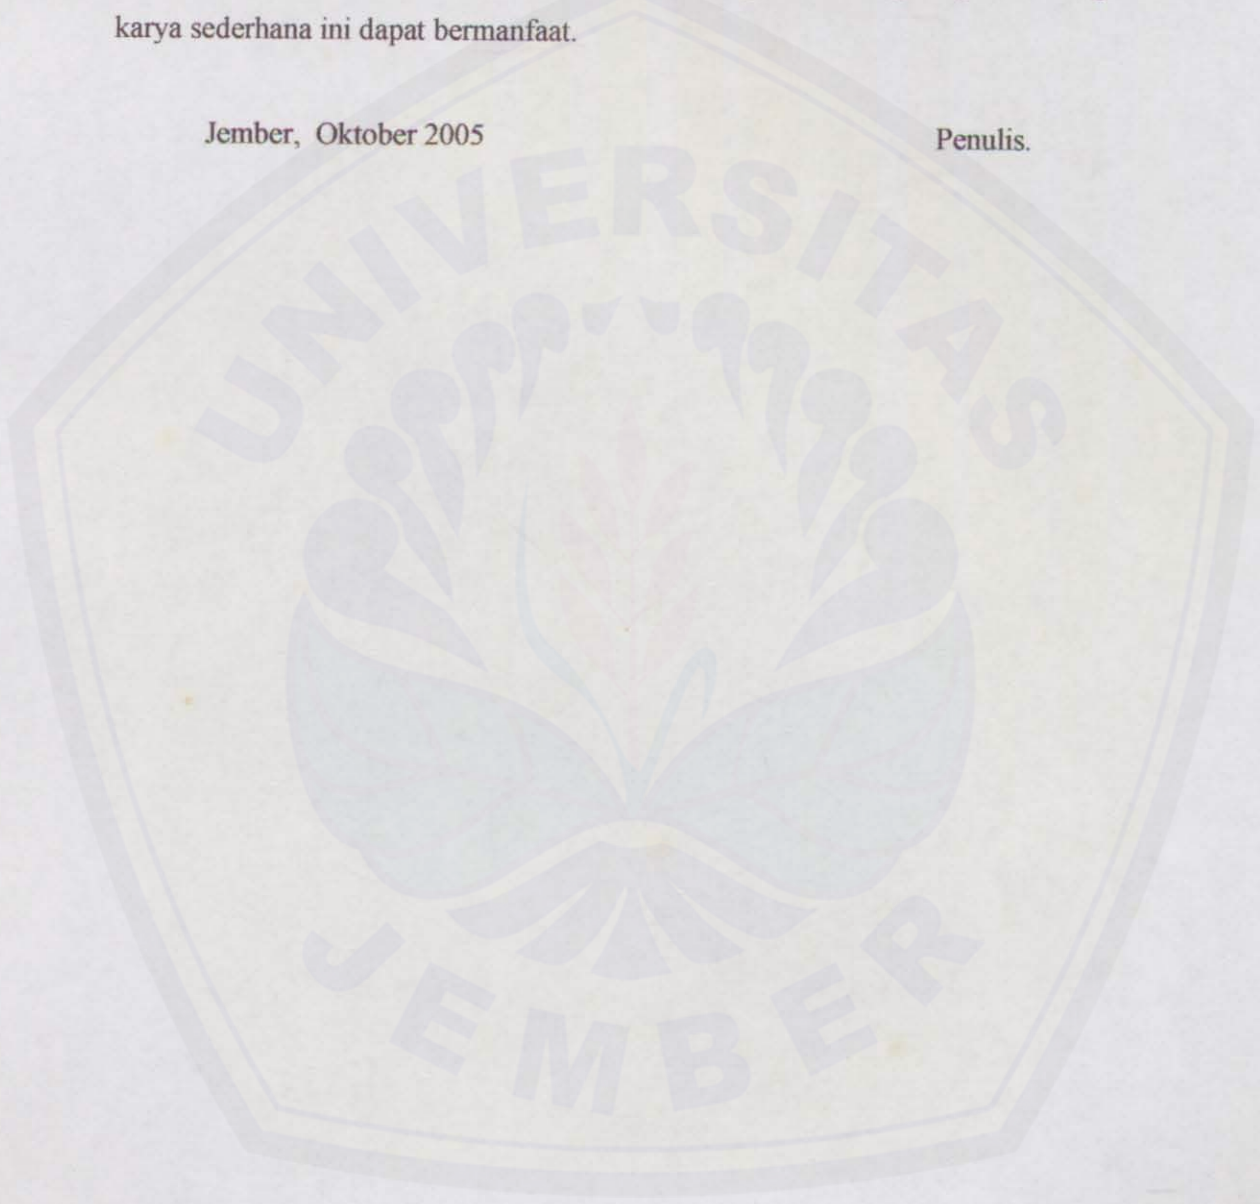 karya sederhana ini dapat bermanfaat.
Jember, Oktober 2005
Penulis.
UNIVERSITAS
JEMBER